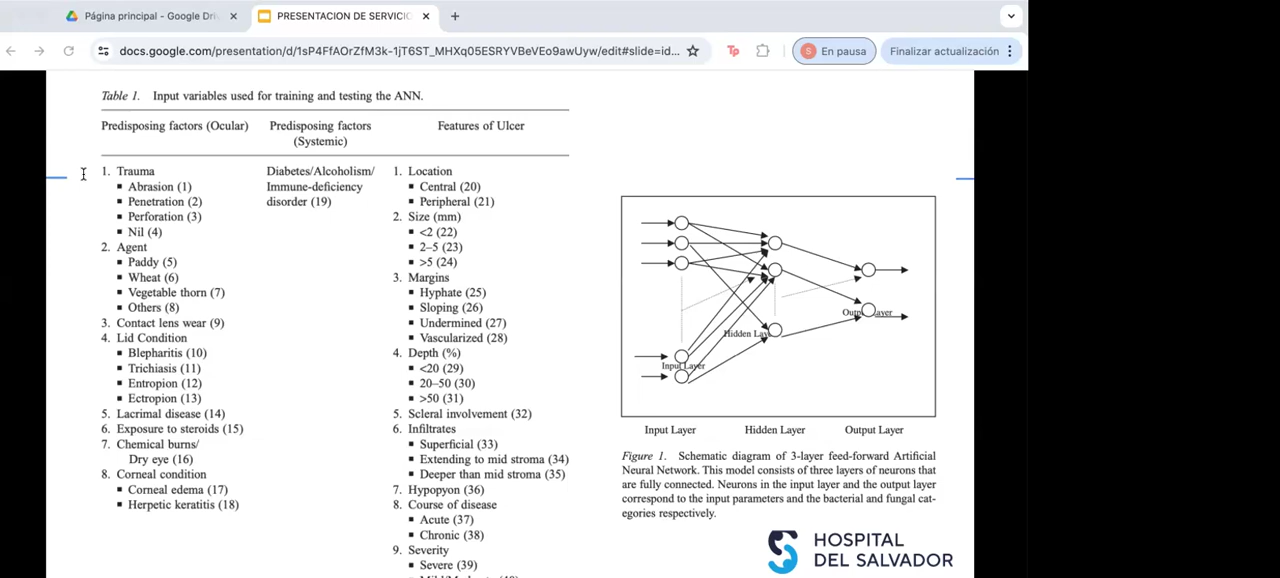 Página principal - Google Dri
PRESENTACION DE SERVICIO
docs.google.com/presentation/d/1sP4FfAOrZfM3k-1jT6ST_MHXq05ESRYVBeVEo9awUyw/edit#slide=id...
Tp
S En pausa
Finalizar actualización
Table 1. Input variables used for training and testing the ANN.
Predisposing factors (Ocular)
Predisposing factors
(Systemic)
Features of Ulcer
1. Trauma
▪ Abrasion (1)
▪ Penetration (2)
▪ Perforation (3)
▪ Nil (4)
2. Agent
▪ Paddy (5)
▪ Wheat (6)
▪ Vegetable thorn (7)
▪ Others (8)
3. Contact lens wear (9)
4. Lid Condition
▪ Blepharitis (10)
▪ Trichiasis (11)
▪ Entropion (12)
▪ Ectropion (13)
5. Lacrimal disease (14)
6. Exposure to steroids (15)
7. Chemical burns/
Dry eye (16)
8. Corneal condition
▪ Corneal edema (17)
▪ Herpetic keratitis (18)
Diabetes/Alcoholism/
Immune-deficiency
disorder (19)
1. Location
▪ Central (20)
▪ Peripheral (21)
2. Size (mm)
▪ <2 (22)
▪ 2–5 (23)
▪ >5 (24)
3. Margins
▪ Hyphate (25)
▪ Sloping (26)
▪ Undermined (27)
▪ Vascularized (28)
4. Depth (%)
▪ <20 (29)
▪ 20–50 (30)
▪ >50 (31)
5. Scleral involvement (32)
6. Infiltrates
▪ Superficial (33)
▪ Extending to mid stroma (34)
▪ Deeper than mid stroma (35)
7. Hypopyon (36)
8. Course of disease
▪ Acute (37)
▪ Chronic (38)
9. Severity
▪ Severe (39)
Output Layer
Hidden Lay
Input Layer
Input Layer
Hidden Layer
Output Layer
Figure 1. Schematic diagram of 3-layer feed-forward Artificial
Neural Network. This model consists of three layers of neurons that
are fully connected. Neurons in the input layer and the output layer
correspond to the input parameters and the bacterial and fungal cat-
egories respectively.
HOSPITAL
DEL SALVADOR